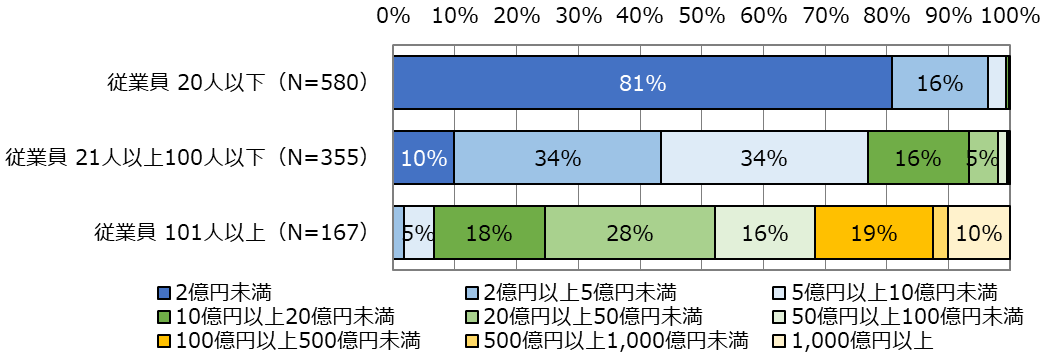 0% 10% 20% 30% 40% 50% 60% 70% 80% 90% 100%
従業員 20人以下（N=580） 81% 16%
従業員 21人以上100人以下（N=355） 10% 34% 34% 16% 5%
従業員 101人以上（N=167） 5% 18% 28% 16% 19% 10%
2億円未満 2億円以上5億円未満 5億円以上10億円未満
10億円以上20億円未満 20億円以上50億円未満 50億円以上100億円未満
100億円以上500億円未満 500億円以上1,000億円未満 1,000億円以上